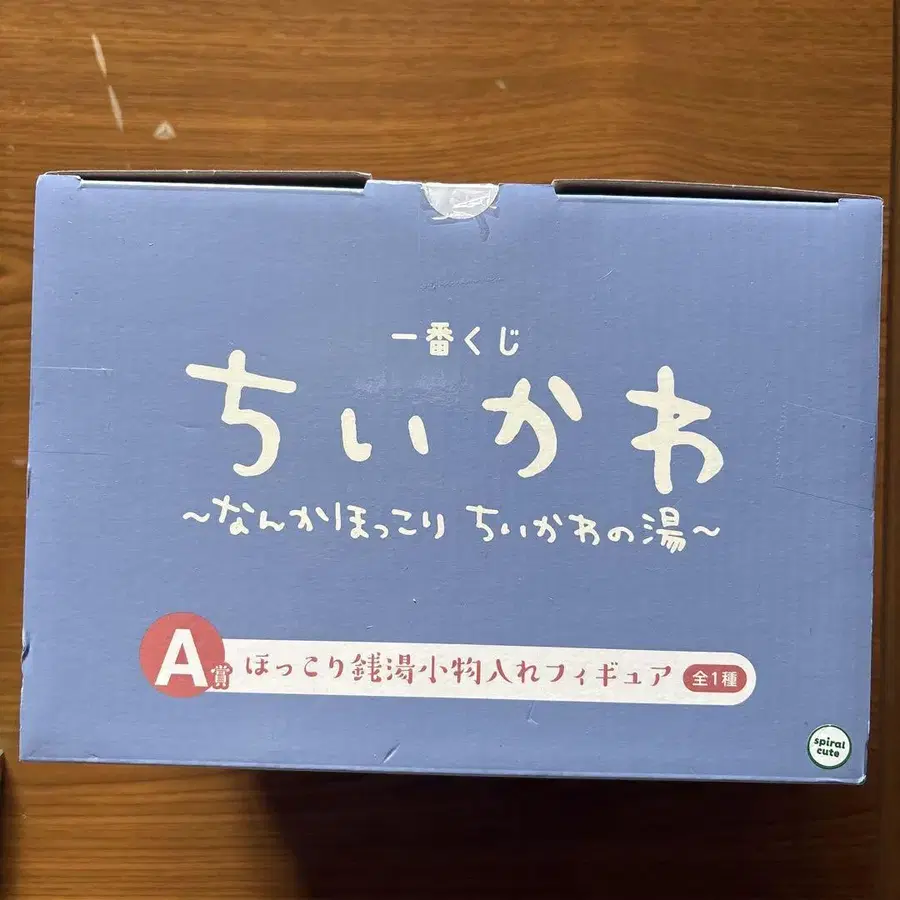 一番くじ
ちいかわ
～なんかほっこり ちいかわの湯～
A賞 ほっこり銭湯小物入れフィギュア 全1種
spiral
cute